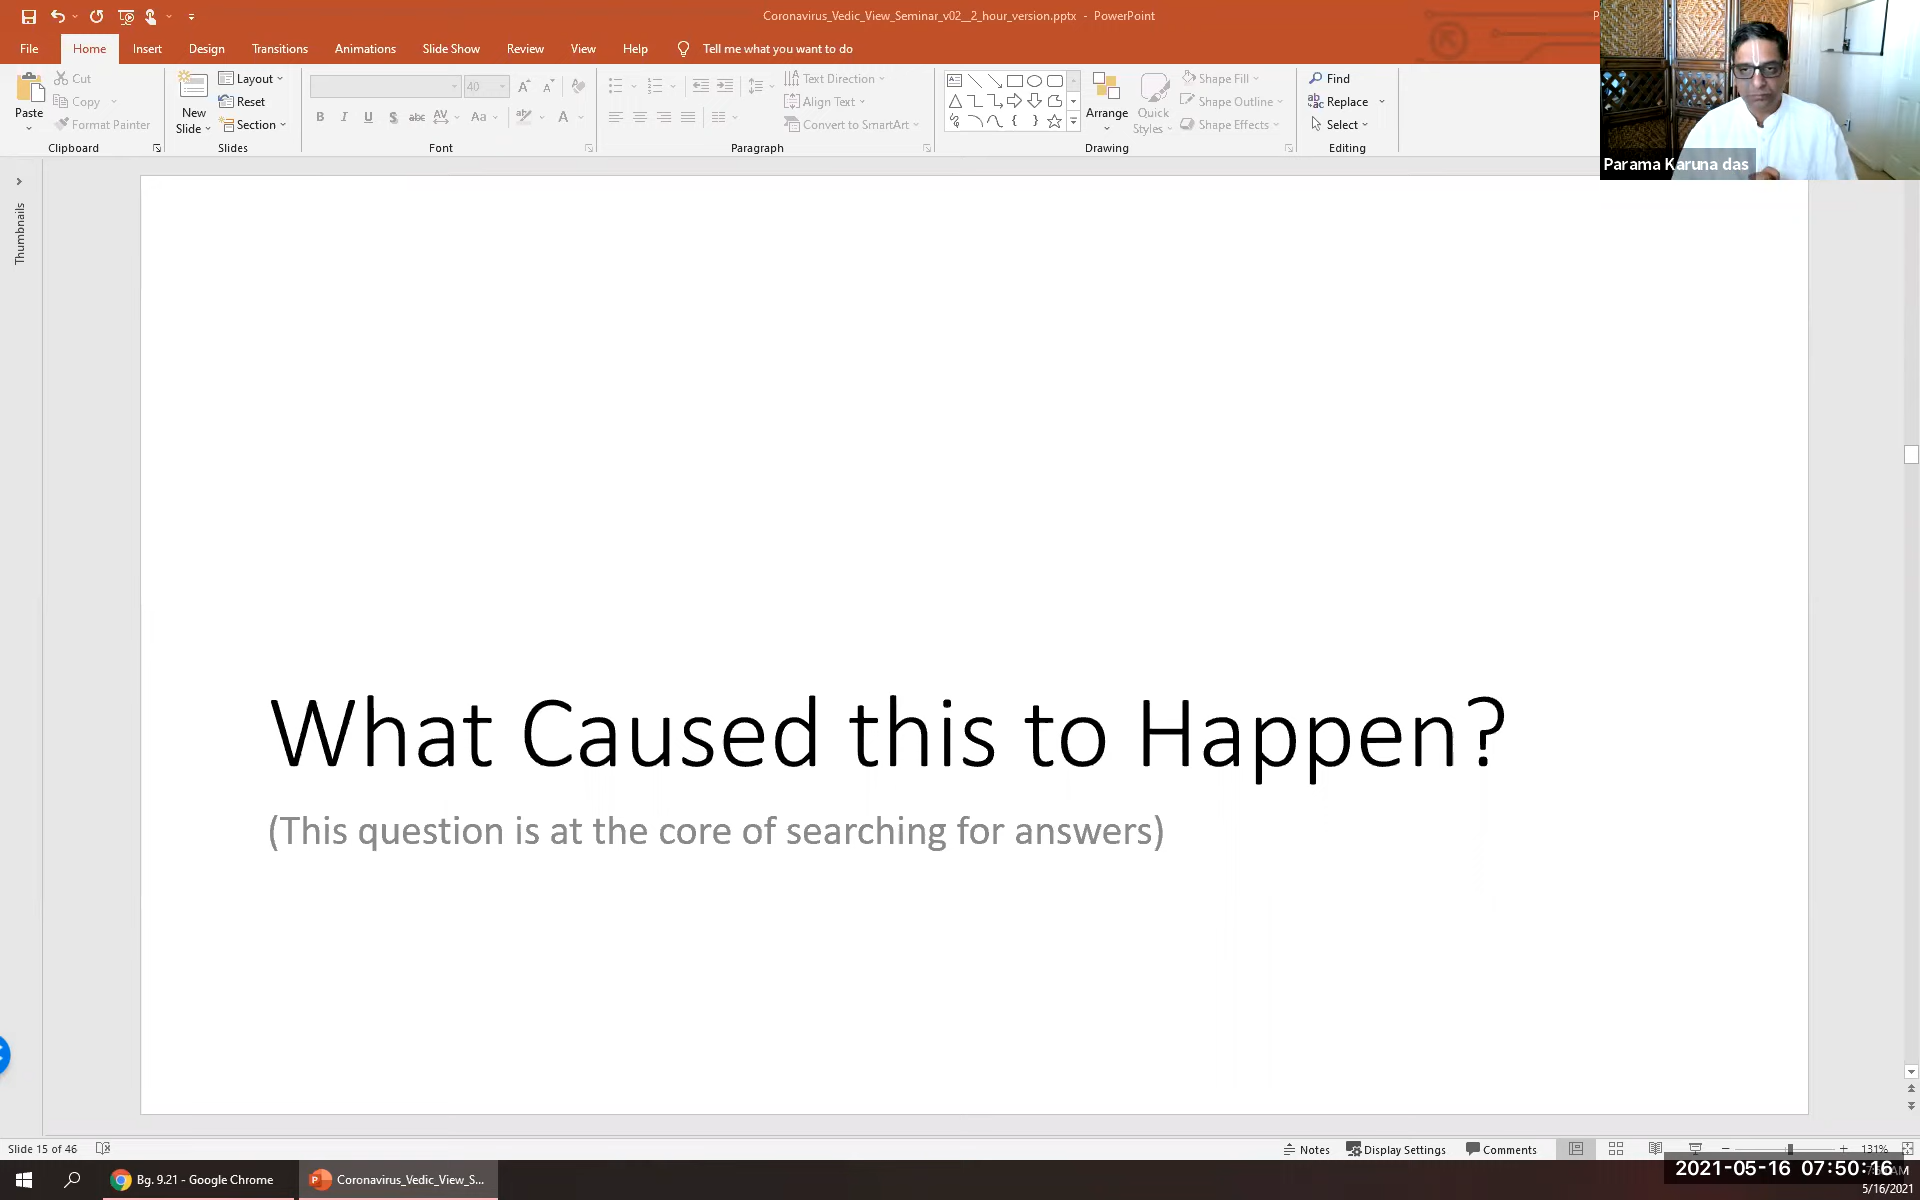 Coronavirus_Vedic_View_Seminar_v02__2_hour_version.pptx - PowerPoint
File Home Insert Design Transitions Animations Slide Show Review View Help Tell me what you want to do
Paste
Cut
Copy
Format Painter
Clipboard
New Slide
Layout
Reset
Section
Slides
40
B I U S abc AV Aa A
Font
Text Direction
Align Text
Convert to SmartArt
Paragraph
Arrange
Quick Styles
Shape Fill
Shape Outline
Shape Effects
Drawing
Find
Replace
Select
Editing
Parama Karuna das
Thumbnails
What Caused this to Happen?
(This question is at the core of searching for answers)
Slide 15 of 46
Notes Display Settings Comments 131%
Bg. 9.21 - Google Chrome
Coronavirus_Vedic_View_S...
2021-05-16 07:50:16
5/16/2021